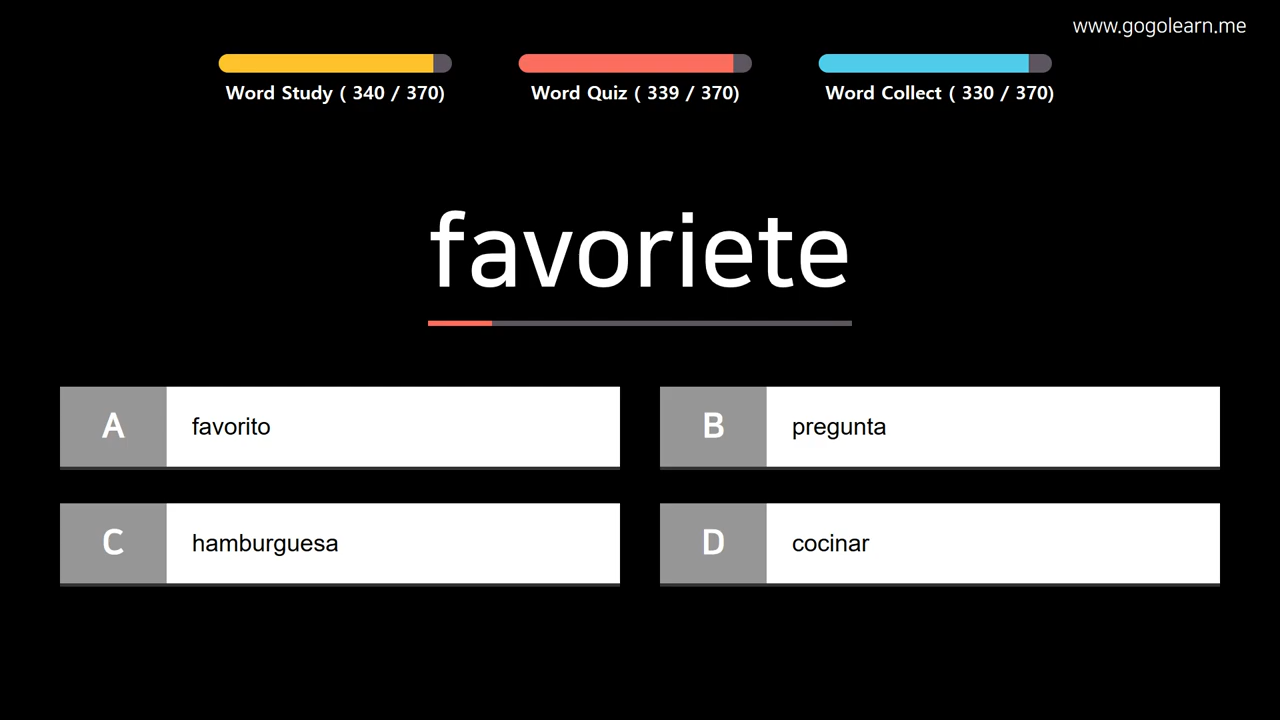 www.gogolearn.me
Word Study ( 340 / 370)
Word Quiz ( 339 / 370)
Word Collect ( 330 / 370)
favoriete
A favorito
B pregunta
C hamburguesa
D cocinar